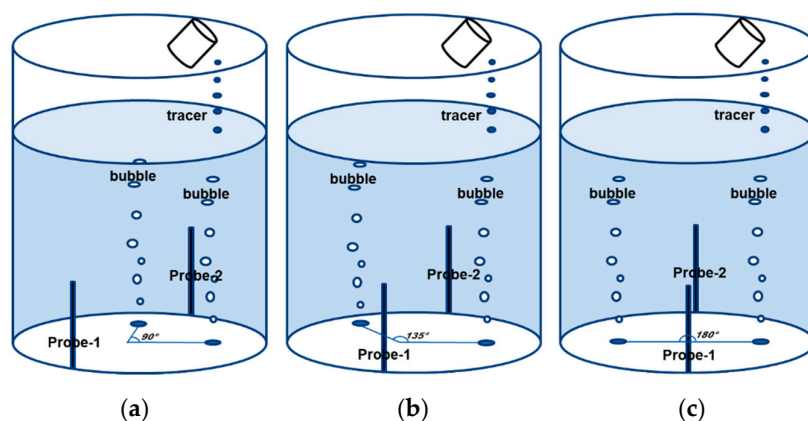 tracer
bubble
bubble
Probe-2
Probe-1
90°
(a)
tracer
bubble
bubble
Probe-2
135°
Probe-1
(b)
tracer
bubble
bubble
Probe-2
180°
Probe-1
(c)